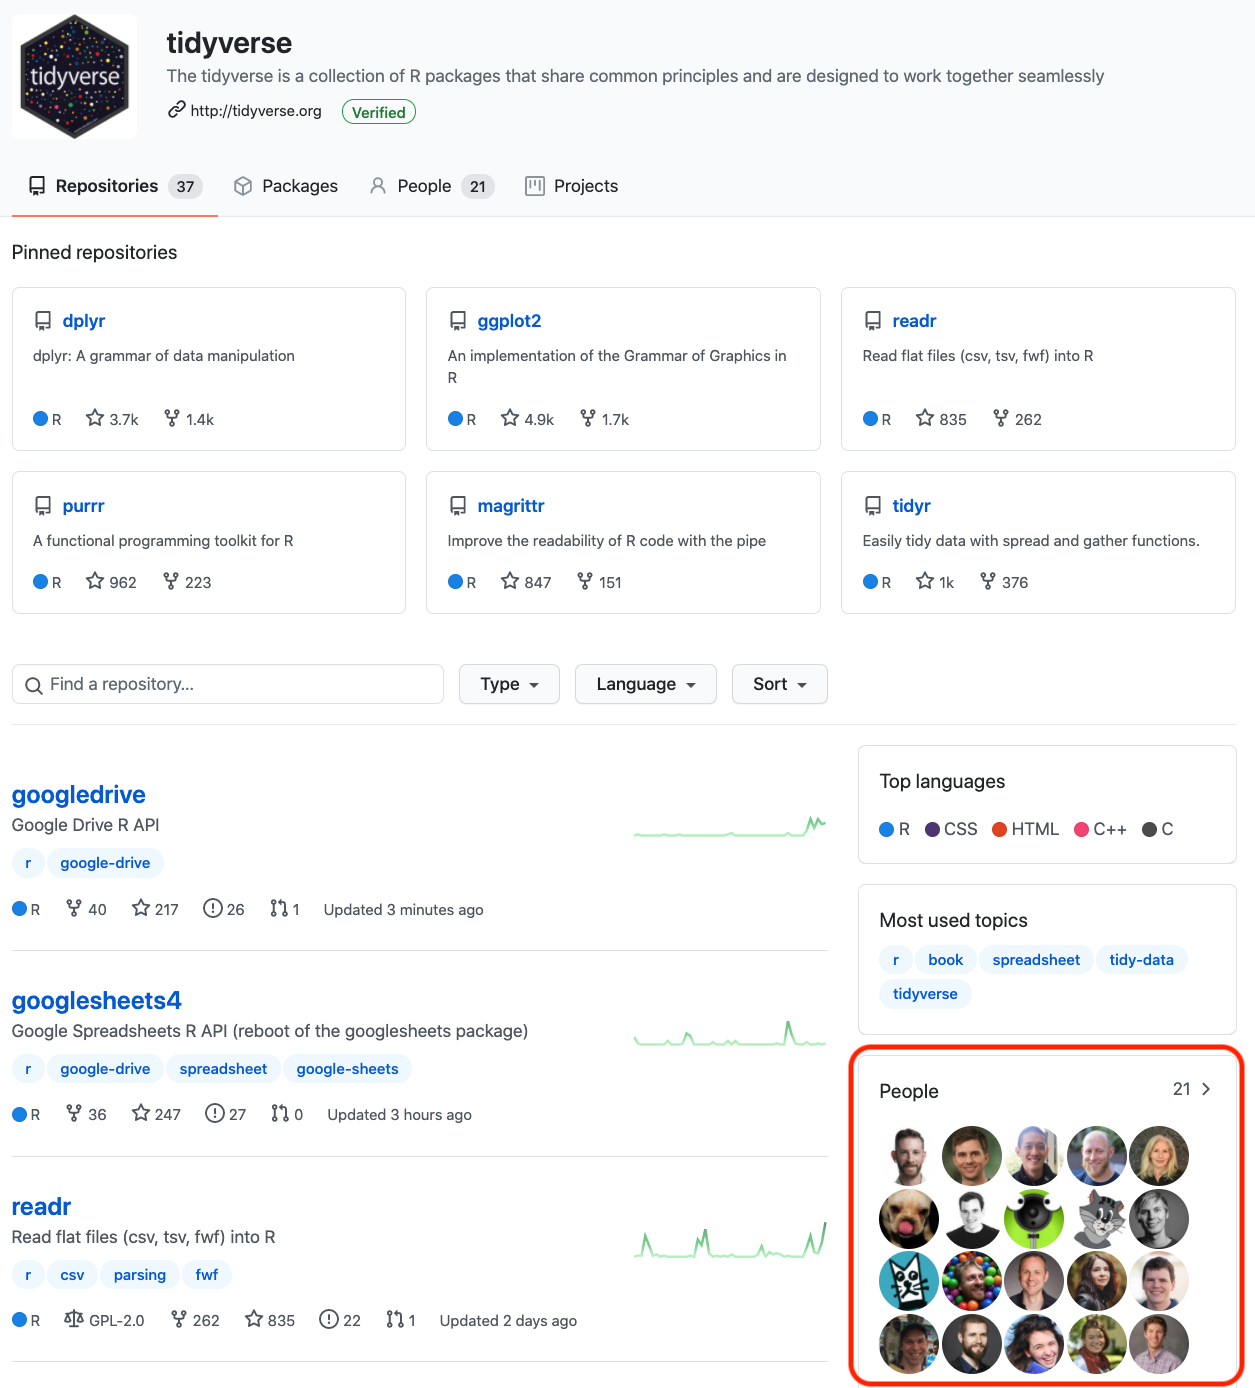 tidyverse
tidyverse
The tidyverse is a collection of R packages that share common principles and are designed to work together seamlessly
http://tidyverse.org Verified
Repositories 37 Packages People 21 Projects
Pinned repositories
dplyr
dplyr: A grammar of data manipulation
R 3.7k 1.4k
ggplot2
An implementation of the Grammar of Graphics in
R
R 4.9k 1.7k
readr
Read flat files (csv, tsv, fwf) into R
R 835 262
purrr
A functional programming toolkit for R
R 962 223
magrittr
Improve the readability of R code with the pipe
R 847 151
tidyr
Easily tidy data with spread and gather functions.
R 1k 376
Find a repository... Type Language Sort
googledrive
Google Drive R API
r google-drive
R 40 217 26 1 Updated 3 minutes ago
googlesheets4
Google Spreadsheets R API (reboot of the googlesheets package)
r google-drive spreadsheet google-sheets
R 36 247 27 0 Updated 3 hours ago
readr
Read flat files (csv, tsv, fwf) into R
r csv parsing fwf
R GPL-2.0 262 835 22 1 Updated 2 days ago
Top languages
R CSS HTML C++ C
Most used topics
r book spreadsheet tidy-data
tidyverse
People 21